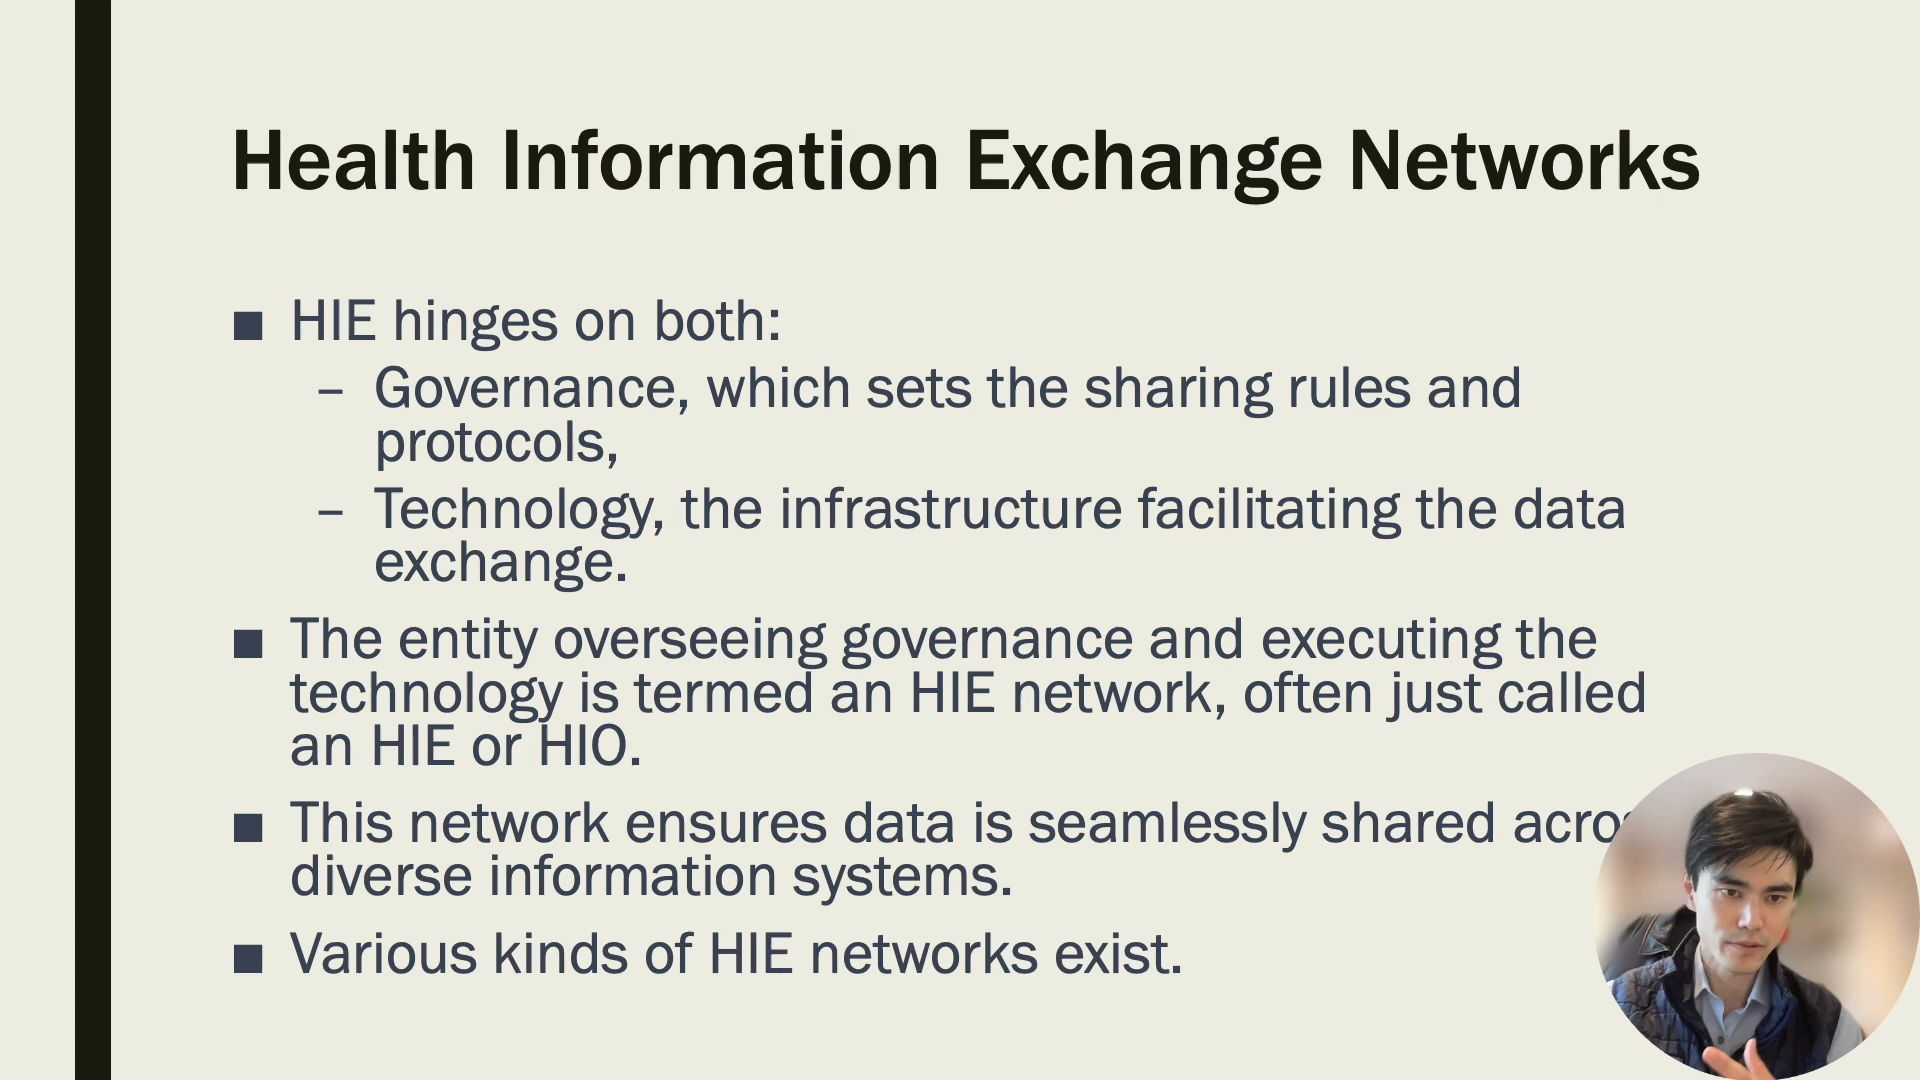 Health Information Exchange Networks
■ HIE hinges on both:
– Governance, which sets the sharing rules and
protocols,
– Technology, the infrastructure facilitating the data
exchange.
■ The entity overseeing governance and executing the
technology is termed an HIE network, often just called
an HIE or HIO.
■ This network ensures data is seamlessly shared
diverse information systems.
■ Various kinds of HIE networks exist.